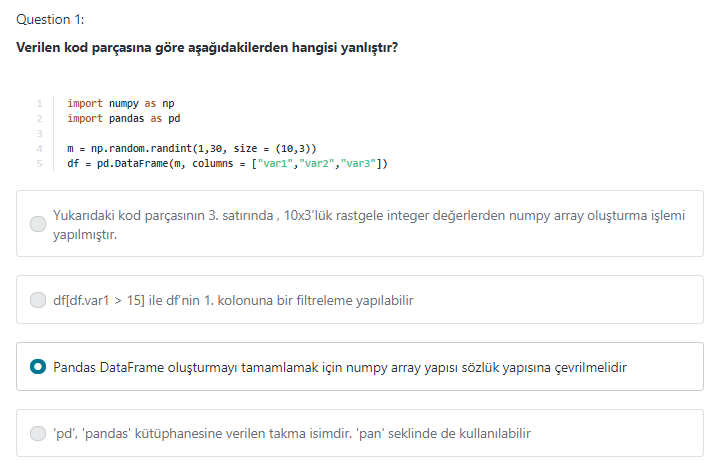 Question 1:
Verilen kod parçasına göre aşağıdakilerden hangisi yanlıştır?
1 import numpy as np
2 import pandas as pd
3
4 m = np.random.randint(1,30, size = (10,3))
5 df = pd.DataFrame(m, columns = ["var1","var2","var3"])
Yukarıdaki kod parçasının 3. satırında , 10x3'lük rastgele integer değerlerden numpy array oluşturma işlemi
yapılmıştır.
df[df.var1 > 15] ile df'nin 1. kolonuna bir filtreleme yapılabilir
Pandas DataFrame oluşturmayı tamamlamak için numpy array yapısı sözlük yapısına çevrilmelidir
'pd', 'pandas' kütüphanesine verilen takma isimdir. 'pan' seklinde de kullanılabilir